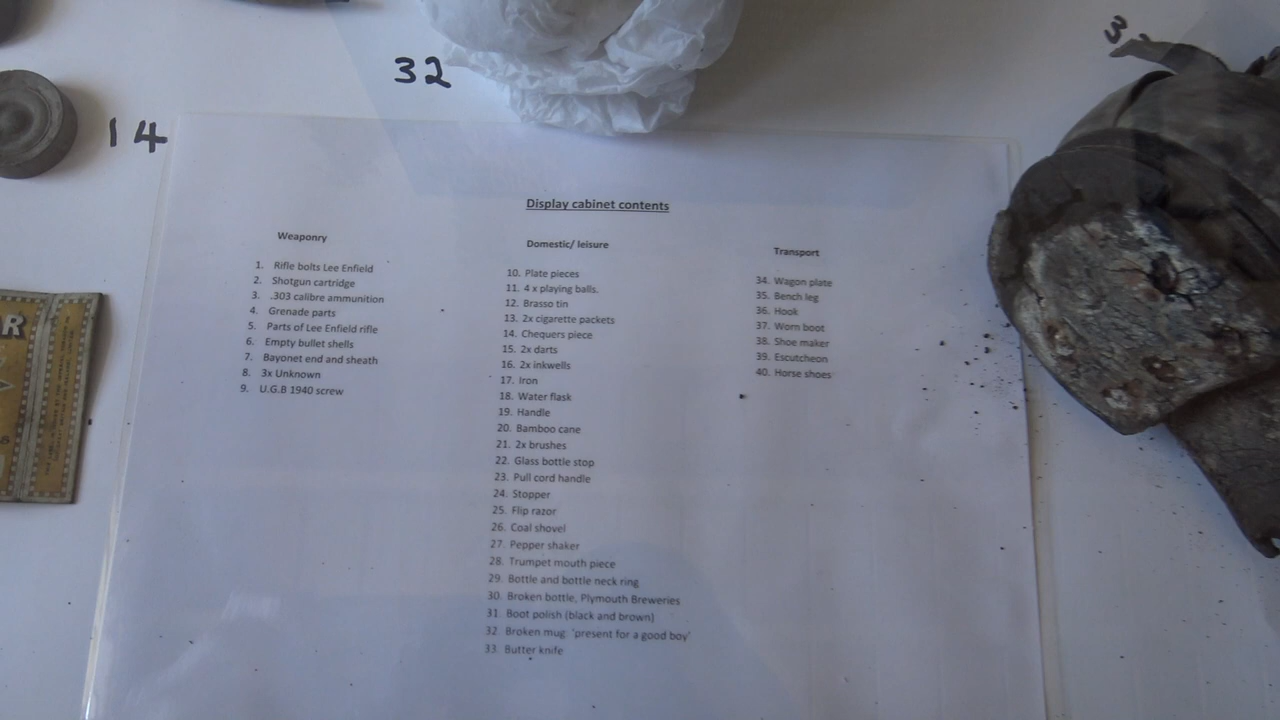 32
3
14
Display cabinet contents
Weaponry
1. Rifle bolts Lee Enfield
2. Shotgun cartridge
3. .303 calibre ammunition
4. Grenade parts
5. Parts of Lee Enfield rifle
6. Empty bullet shells
7. Bayonet end and sheath
8. 3x Unknown
9. U.G.B 1940 screw
Domestic/ leisure
10. Plate pieces
11. 4 x playing balls.
12. Brasso tin
13. 2x cigarette packets
14. Chequers piece
15. 2x darts
16. 2x inkwells
17. Iron
18. Water flask
19. Handle
20. Bamboo cane
21. 2x brushes
22. Glass bottle stop
23. Pull cord handle
24. Stopper
25. Flip razor
26. Coal shovel
27. Pepper shaker
28. Trumpet mouth piece
29. Bottle and bottle neck ring
30. Broken bottle, Plymouth Breweries
31. Boot polish (black and brown)
32. Broken mug 'present for a good boy'
33. Butter knife
Transport
34. Wagon plate
35. Bench leg
36. Hook
37. Worn boot
38. Shoe maker
39. Escutcheon
40. Horse shoes
R